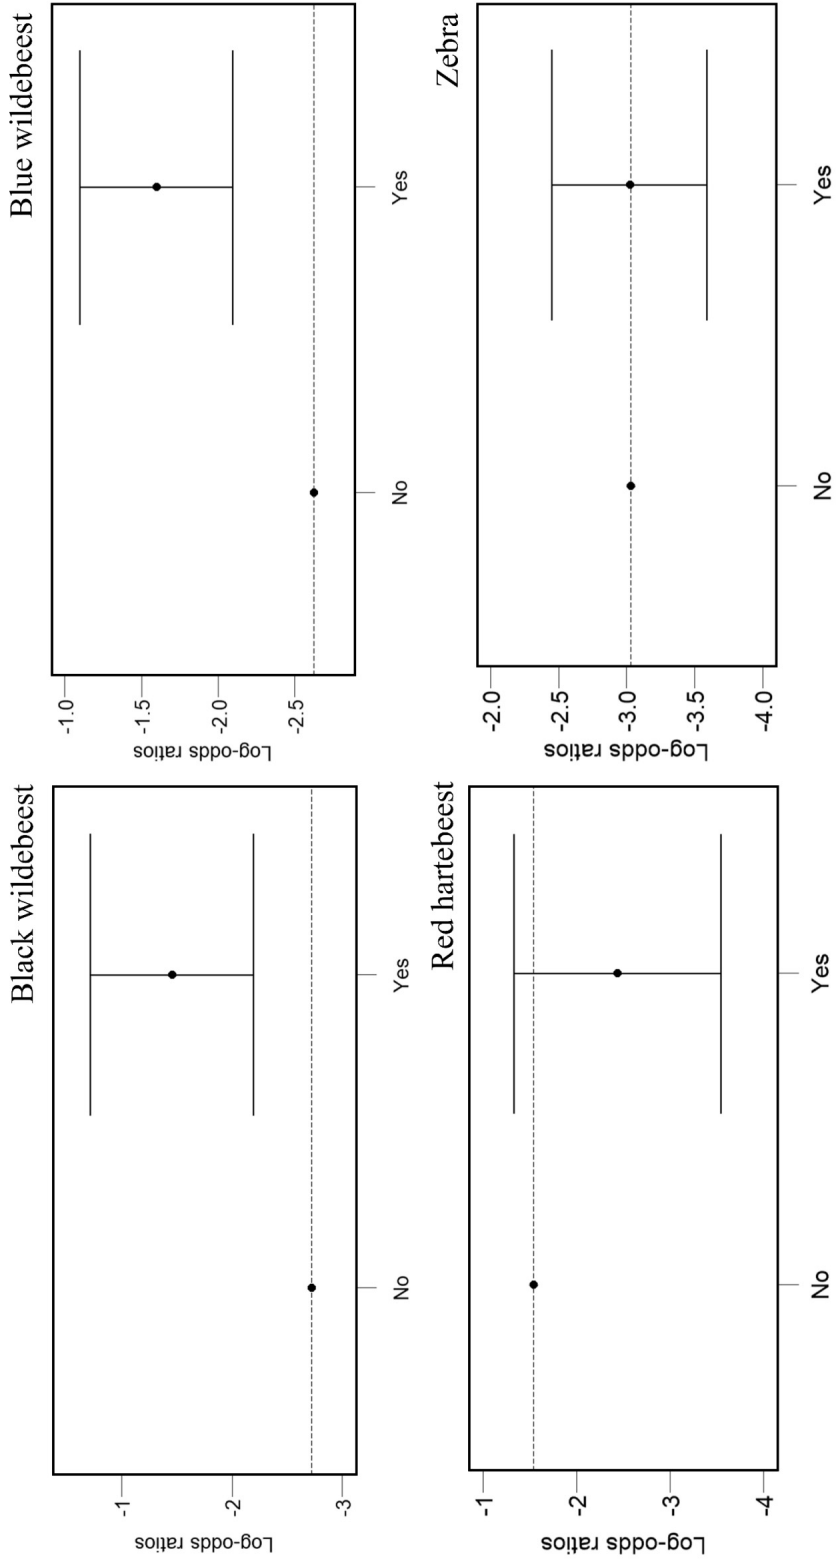 Black wildebeest
Log-odds ratios
-1
-2
-3
No
Yes
Blue wildebeest
Log-odds ratios
-1.0
-1.5
-2.0
-2.5
No
Yes
Red hartebeest
Log-odds ratios
-1
-2
-3
-4
No
Yes
Zebra
Log-odds ratios
-2.0
-2.5
-3.0
-3.5
-4.0
No
Yes